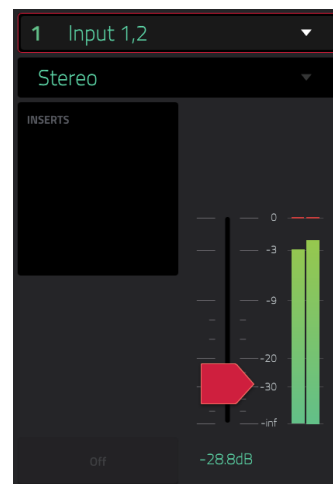 1 Input 1,2
Stereo
INSERTS
0
-3
-9
-20
-30
-inf
Off
-28.8dB